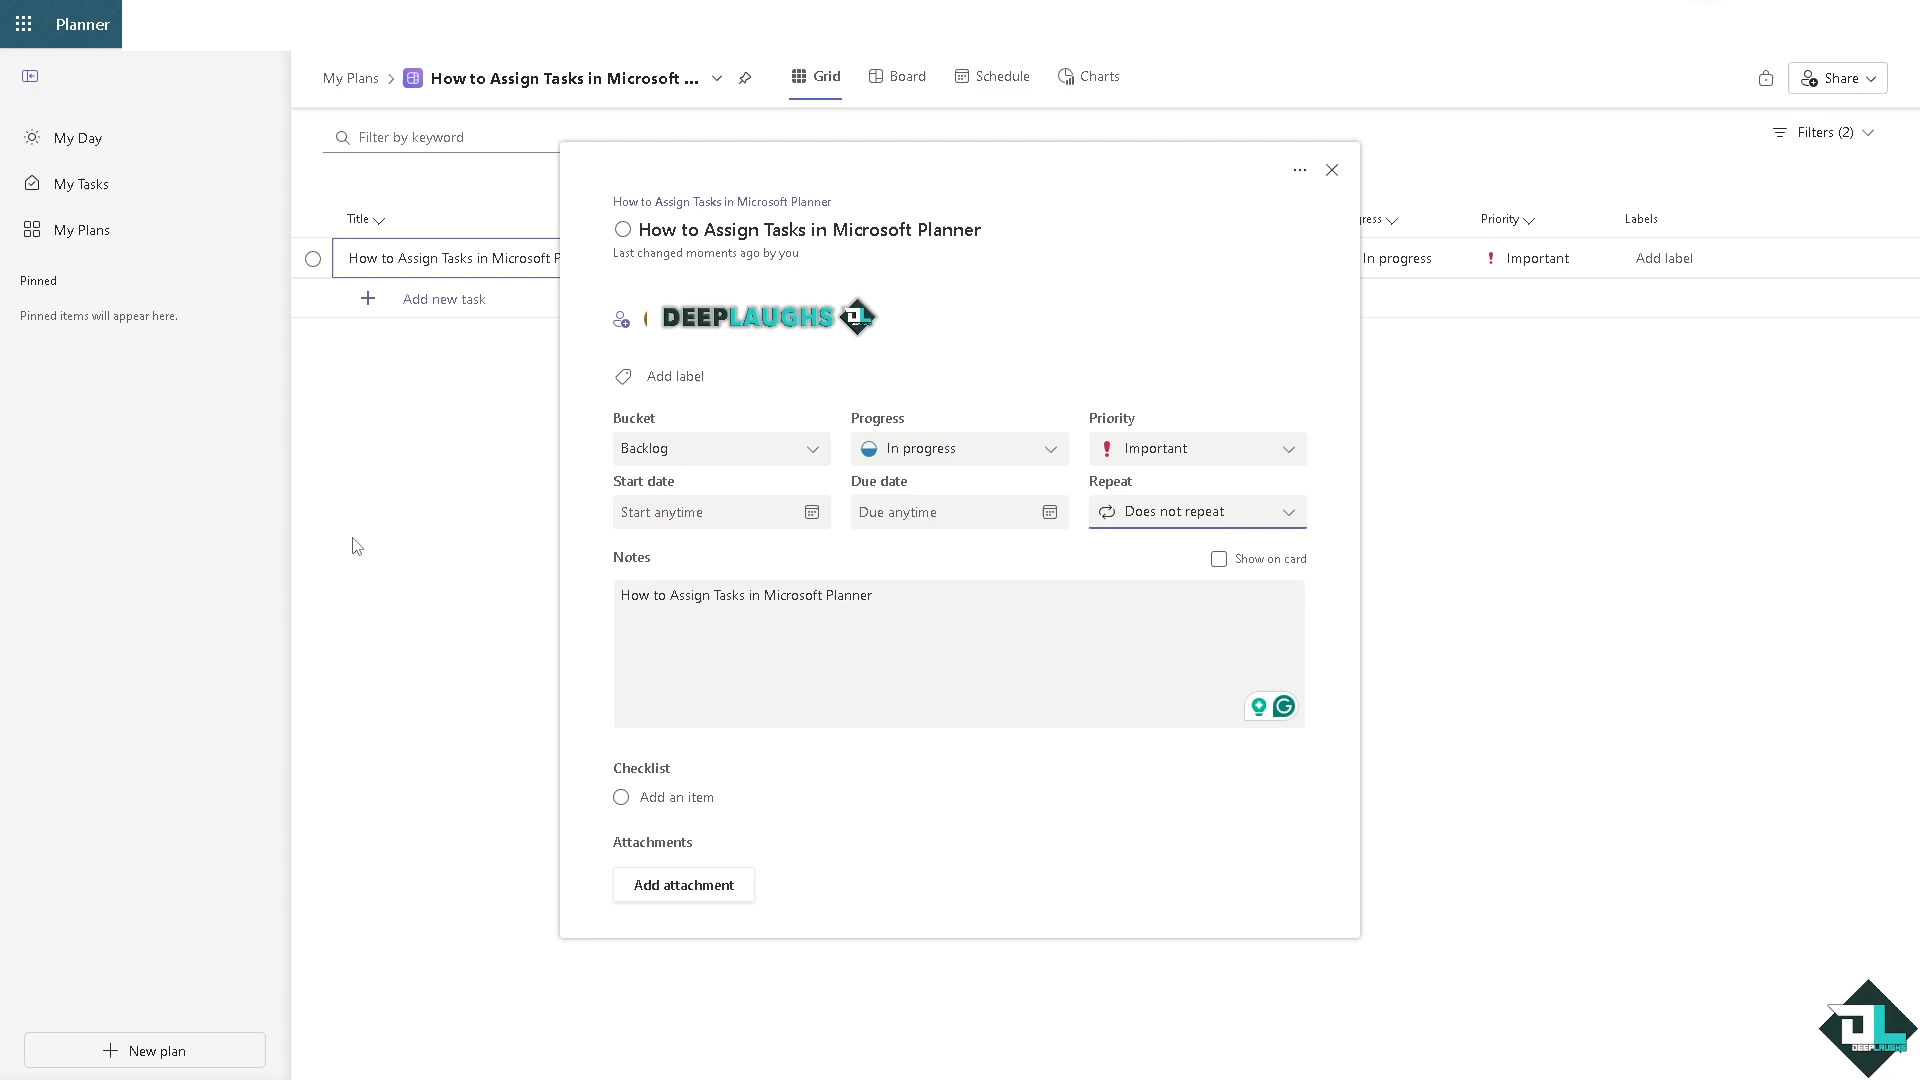 Planner
My Plans
How to Assign Tasks in Microsoft ...
Grid
Board
Schedule
Charts
Share
My Day
My Tasks
My Plans
Pinned
Pinned items will appear here.
New plan
Filter by keyword
Filters (2)
Title
ress
Priority
Labels
How to Assign Tasks in Microsoft P
In progress
Important
Add label
Add new task
How to Assign Tasks in Microsoft Planner
How to Assign Tasks in Microsoft Planner
Last changed moments ago by you
DEEPLAUGHS DL
Add label
Bucket
Progress
Priority
Backlog
In progress
Important
Start date
Due date
Repeat
Start anytime
Due anytime
Does not repeat
Notes
Show on card
How to Assign Tasks in Microsoft Planner
Checklist
Add an item
Attachments
Add attachment
DL
DEEPLAUGHS